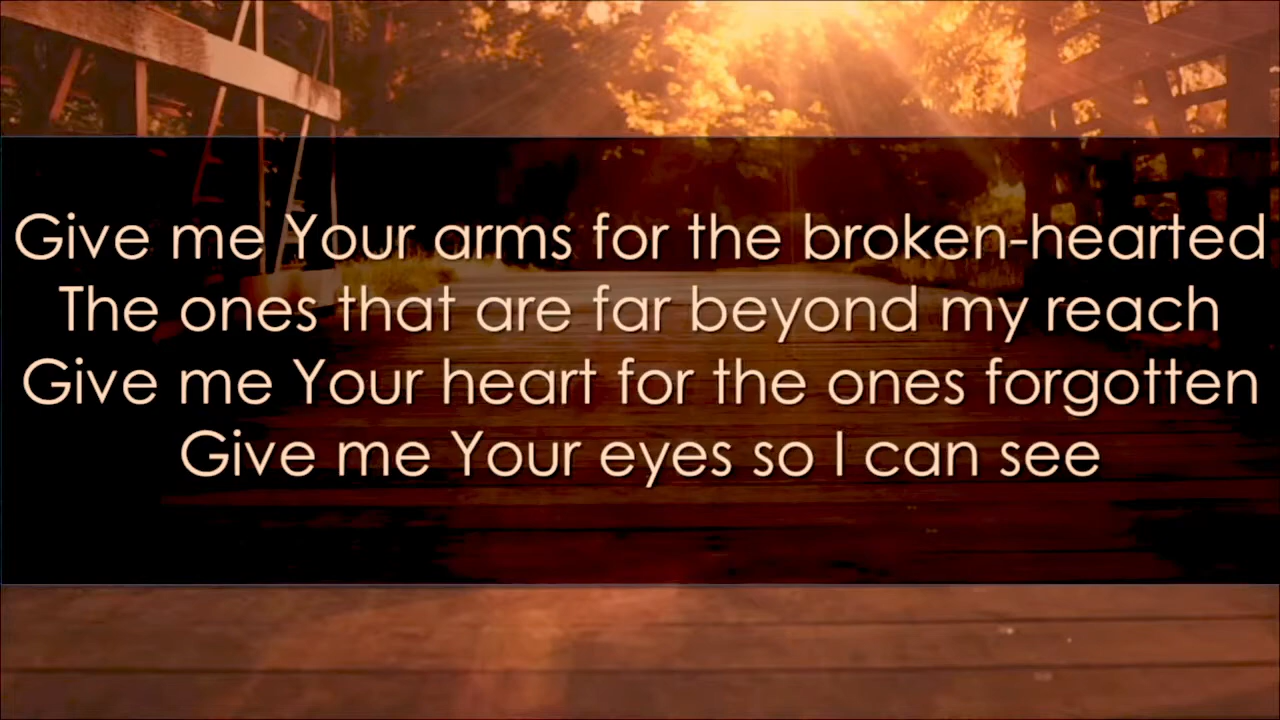 Give me Your arms for the broken-hearted
The ones that are far beyond my reach
Give me Your heart for the ones forgotten
Give me Your eyes so I can see